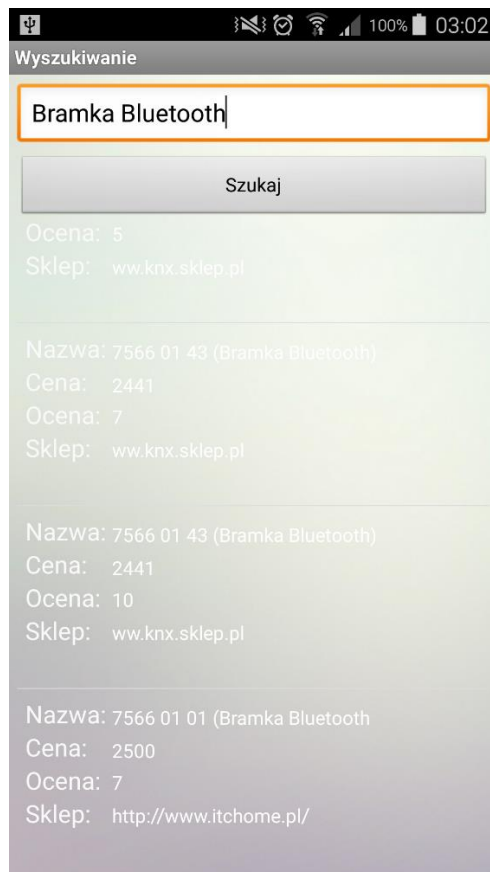 100% 03:02
Wyszukiwanie
Bramka Bluetooth
Szukaj
Ocena: 5
Sklep: ww.knx.sklep.pl
Nazwa: 7566 01 43 (Bramka Bluetooth)
Cena: 2441
Ocena: 7
Sklep: ww.knx.sklep.pl
Nazwa: 7566 01 43 (Bramka Bluetooth)
Cena: 2441
Ocena: 10
Sklep: ww.knx.sklep.pl
Nazwa: 7566 01 01 (Bramka Bluetooth
Cena: 2500
Ocena: 7
Sklep: http://www.itchome.pl/